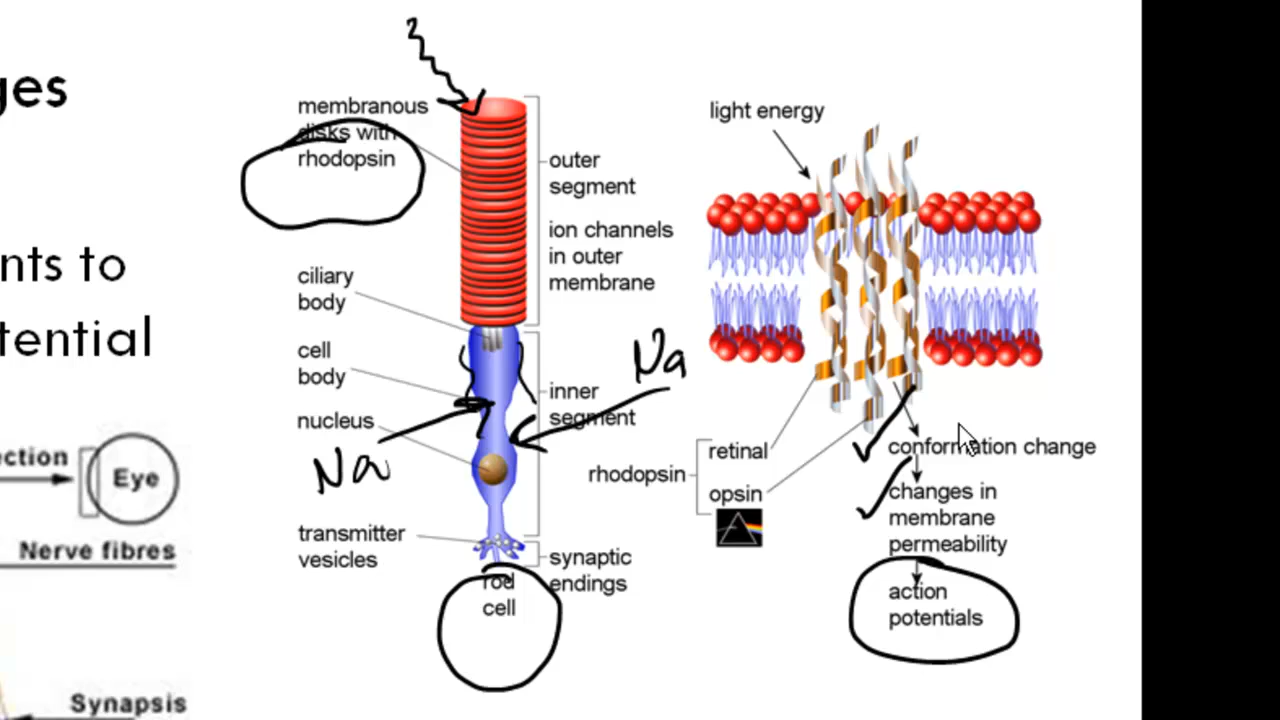 ges
nts to
tential
ection
Eye
Nerve fibres
Synapsis
membranous
disks with
rhodopsin
ciliary
body
cell
body
nucleus
transmitter
vesicles
outer
segment
ion channels
in outer
membrane
inner
segment
synaptic
endings
rod
cell
Na
Na
light energy
rhodopsin
retinal
opsin
conformation change
changes in
membrane
permeability
action
potentials